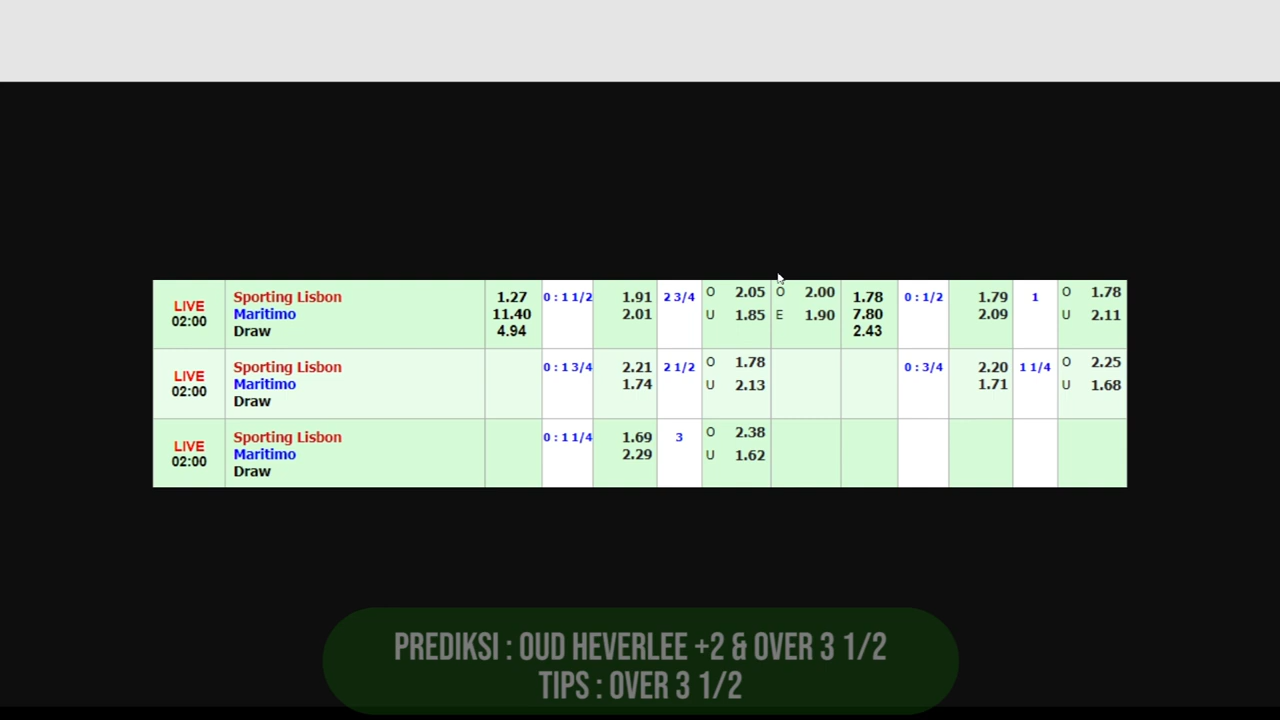 LIVE 02:00 Sporting Lisbon 1.27 0 : 1 1/2 1.91 2 3/4 O 2.05 O 2.00 1.78 0 : 1/2 1.79 1 O 1.78
Maritimo 11.40 2.01 U 1.85 E 1.90 7.80 2.09 U 2.11
Draw 4.94 2.43
LIVE 02:00 Sporting Lisbon 0 : 1 3/4 2.21 2 1/2 O 1.78 0 : 3/4 2.20 1 1/4 O 2.25
Maritimo 1.74 U 2.13 1.71 U 1.68
Draw
LIVE 02:00 Sporting Lisbon 0 : 1 1/4 1.69 3 O 2.38
Maritimo 2.29 U 1.62
Draw
PREDIKSI : OUD HEVERLEE +2 & OVER 3 1/2
TIPS : OVER 3 1/2